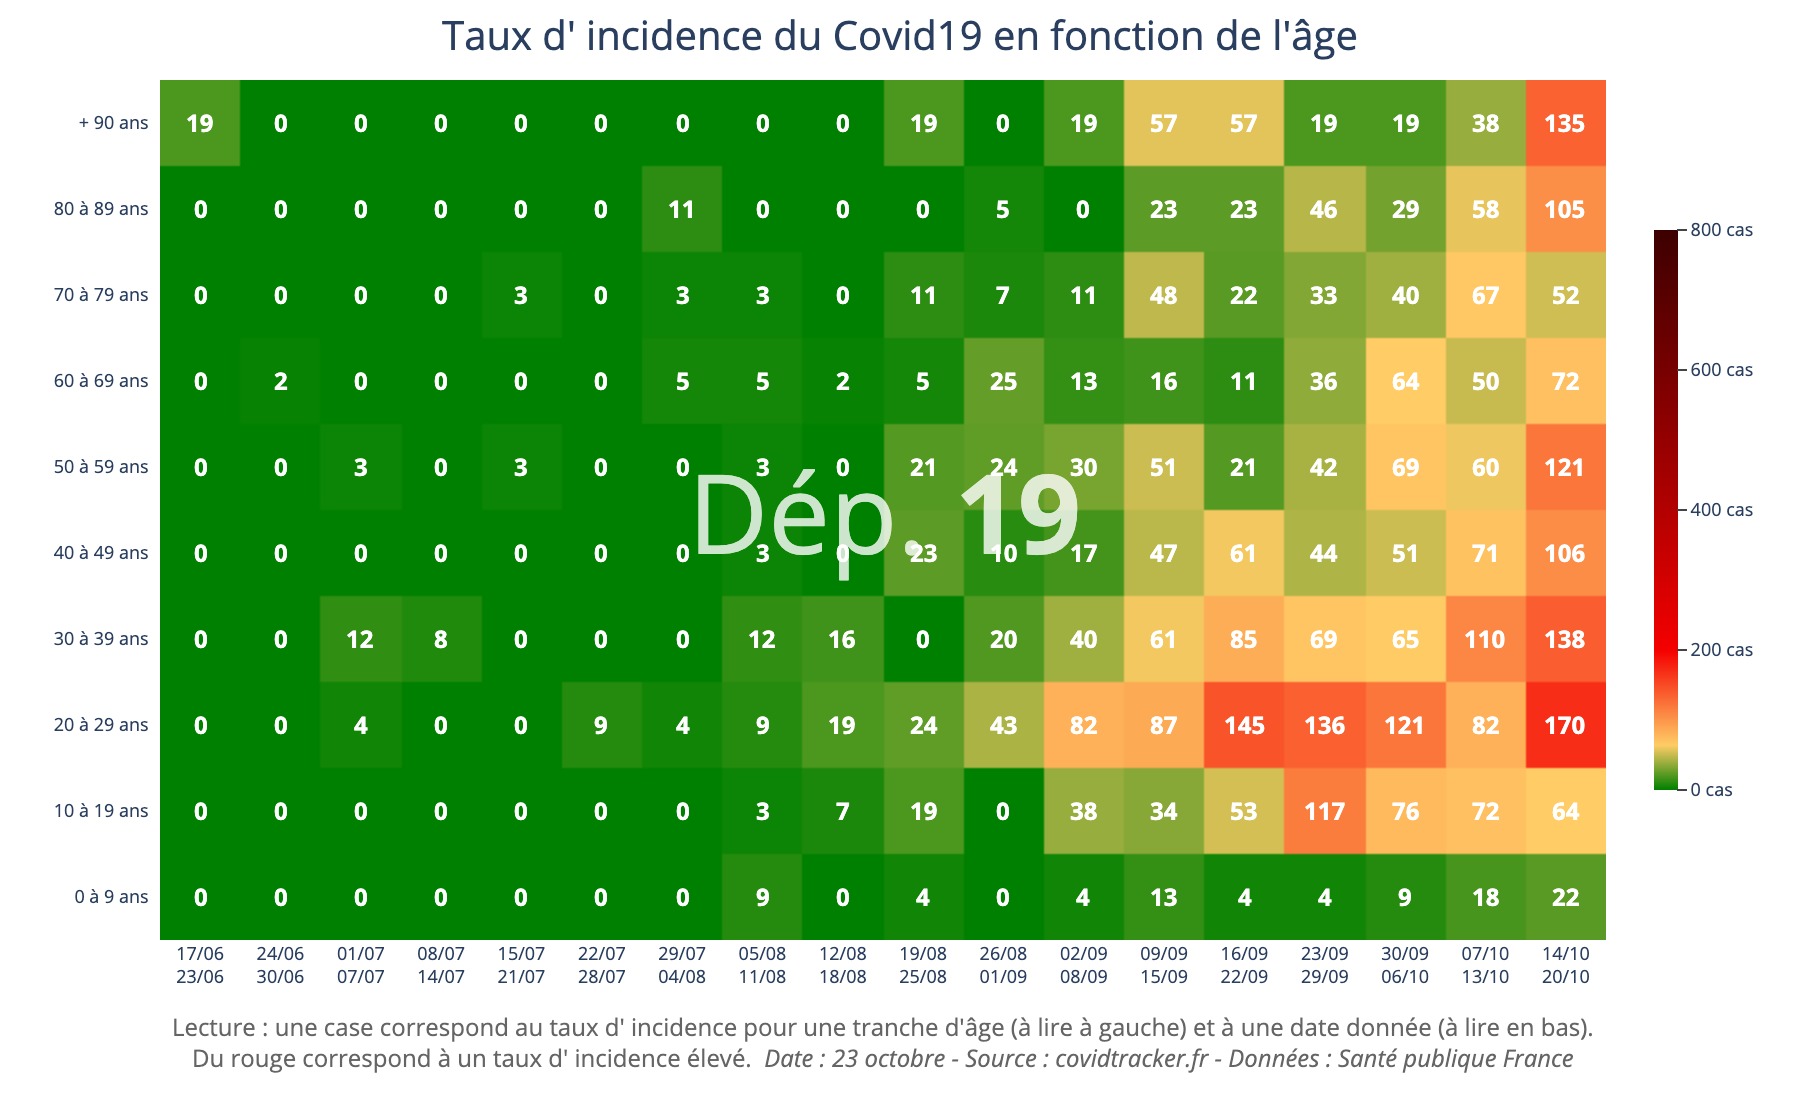 Taux d' incidence du Covid19 en fonction de l'âge
+ 90 ans 19 0 0 0 0 0 0 0 0 19 0 19 57 57 19 19 38 135
80 à 89 ans 0 0 0 0 0 0 11 0 0 0 5 0 23 23 46 29 58 105
70 à 79 ans 0 0 0 0 3 0 3 3 0 11 7 11 48 22 33 40 67 52
60 à 69 ans 0 2 0 0 0 0 5 5 2 5 25 13 16 11 36 64 50 72
50 à 59 ans 0 0 3 0 3 0 0 3 0 21 24 30 51 21 42 69 60 121
Dép. 19
40 à 49 ans 0 0 0 0 0 0 0 3 0 23 10 17 47 61 44 51 71 106
30 à 39 ans 0 0 12 8 0 0 0 12 16 0 20 40 61 85 69 65 110 138
20 à 29 ans 0 0 4 0 0 9 4 9 19 24 43 82 87 145 136 121 82 170
10 à 19 ans 0 0 0 0 0 0 0 3 7 19 0 38 34 53 117 76 72 64
0 à 9 ans 0 0 0 0 0 0 0 9 0 4 0 4 13 4 4 9 18 22
17/06 24/06 01/07 08/07 15/07 22/07 29/07 05/08 12/08 19/08 26/08 02/09 09/09 16/09 23/09 30/09 07/10 14/10
23/06 30/06 07/07 14/07 21/07 28/07 04/08 11/08 18/08 25/08 01/09 08/09 15/09 22/09 29/09 06/10 13/10 20/10
800 cas
600 cas
400 cas
200 cas
0 cas
Lecture : une case correspond au taux d' incidence pour une tranche d'âge (à lire à gauche) et à une date donnée (à lire en bas).
Du rouge correspond à un taux d' incidence élevé. Date : 23 octobre - Source : covidtracker.fr - Données : Santé publique France